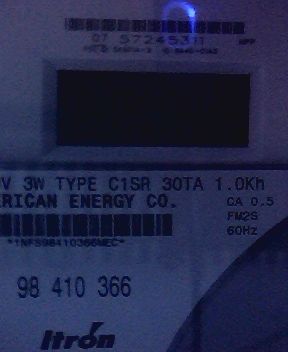 07 57245311
V 3W TYPE C1SR 30TA 1.0Kh
RICAN ENERGY CO.
CA 0.5
FM2S
60Hz
*1NFS98410366MEC*
98 410 366
Itron